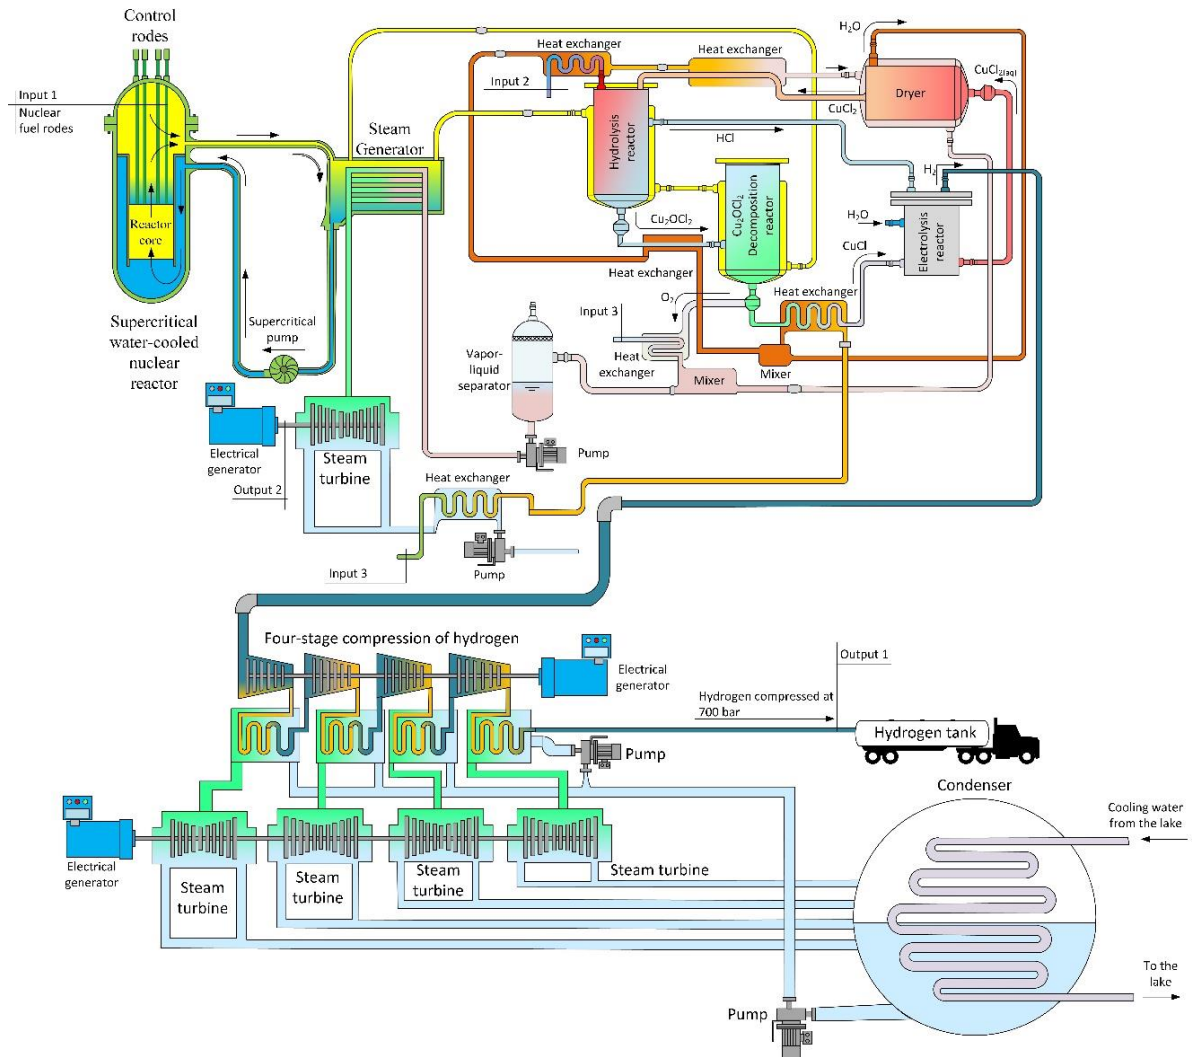 Control
rodes
Input 1
Nuclear
fuel rodes
Reactor
core
Supercritical
water-cooled
nuclear
reactor
Supercritical
pump
Steam
Generator
Heat exchanger
Input 2
Heat exchanger
H₂O
CuCl₂(aq)
Dryer
CuCl₂
Hydrolysis
reactor
HCl
H₂
Cu₂OCl₂
Cu₂OCl₂
Decomposition
reactor
H₂O
Electrolysis
reactor
CuCl
Heat exchanger
Heat exchanger
O₂
Input 3
Heat
exchanger
Vapor-
liquid
separator
Mixer
Mixer
Pump
Electrical
generator
Steam
turbine
Output 2
Heat exchanger
Input 3
Pump
Four-stage compression of hydrogen
Electrical
generator
Output 1
Hydrogen compressed at
700 bar
Hydrogen tank
Pump
Condenser
Cooling water
from the lake
Electrical
generator
Steam
turbine
Steam
turbine
Steam
turbine
Steam turbine
To the
lake
Pump